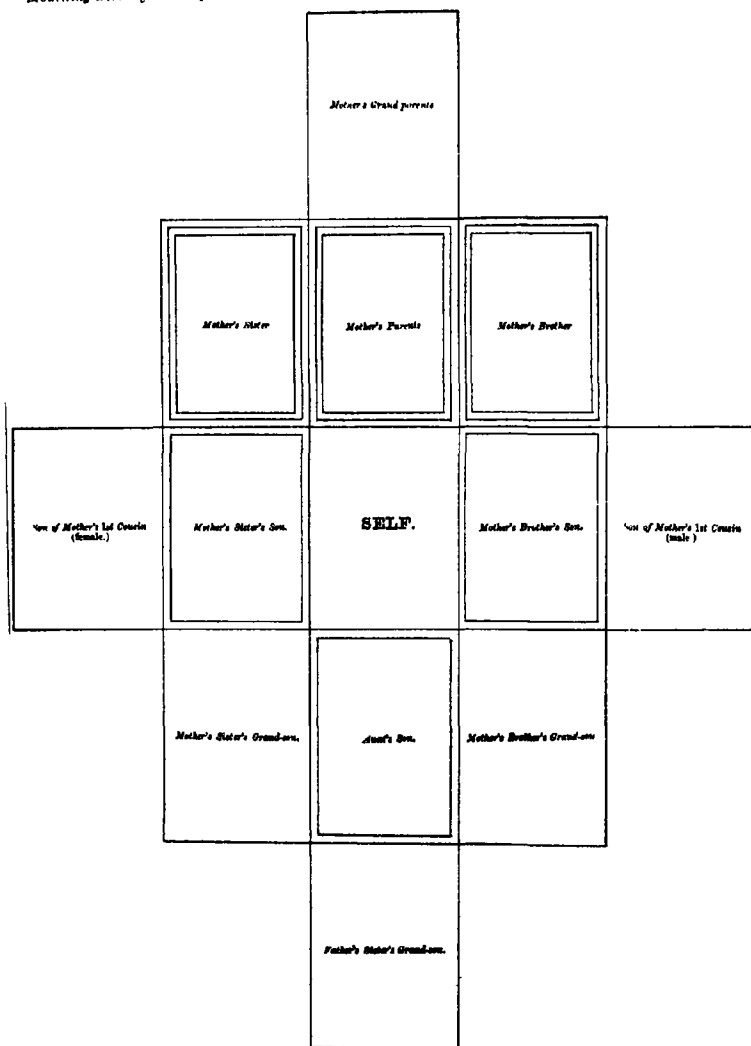 Mother's Grand parents
Mother's Sister
Mother's Parents
Mother's Brother
Son of Mother's 1st Cousin
(female.)
Mother's Sister's Son.
SELF.
Mother's Brother's Son.
Son of Mother's 1st Cousin
(male )
Mother's Sister's Grand-son.
Aunt's Son.
Mother's Brother's Grand-son
Father's Sister's Grand-son.